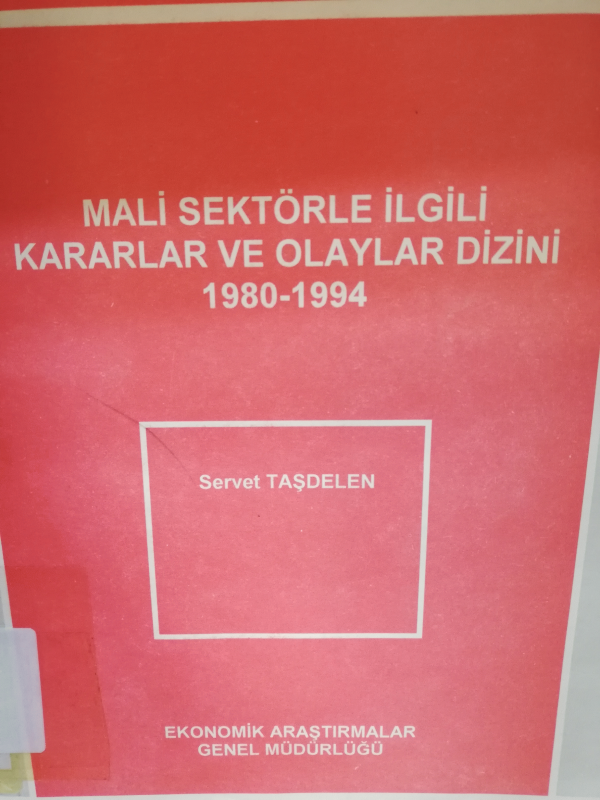 MALİ SEKTÖRLE İLGİLİ
KARARLAR VE OLAYLAR DİZİNİ
1980-1994
Servet TAŞDELEN
EKONOMİK ARAŞTIRMALAR
GENEL MÜDÜRLÜĞÜ